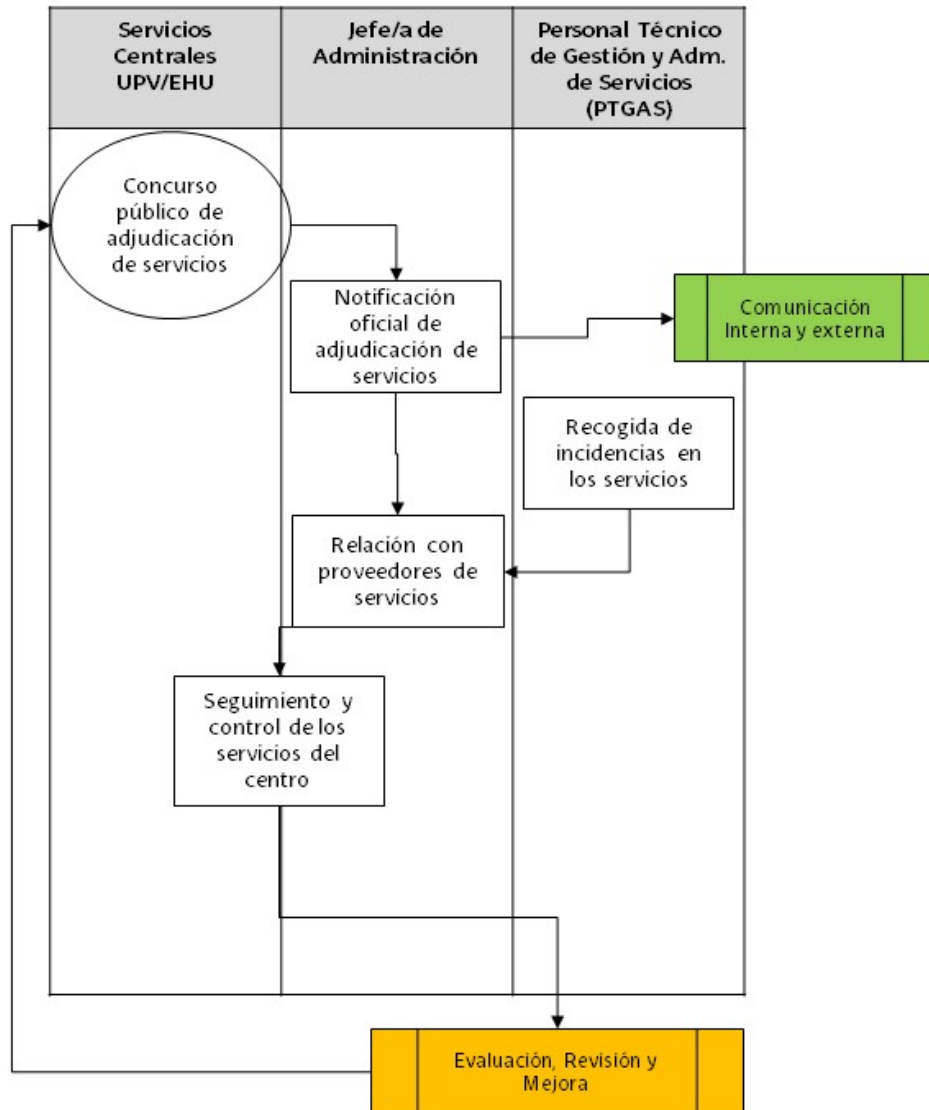 Servicios
Centrales
UPV/EHU
Jefe/a de
Administración
Personal Técnico
de Gestión y Adm.
de Servicios
(PTGAS)
Concurso
público de
adjudicación
de servicios
Notificación
oficial de
adjudicación de
servicios
Comunicación
Interna y externa
Recogida de
incidencias en
los servicios
Relación con
proveedores de
servicios
Seguimiento y
control de los
servicios del
centro
Evaluación, Revisión y
Mejora